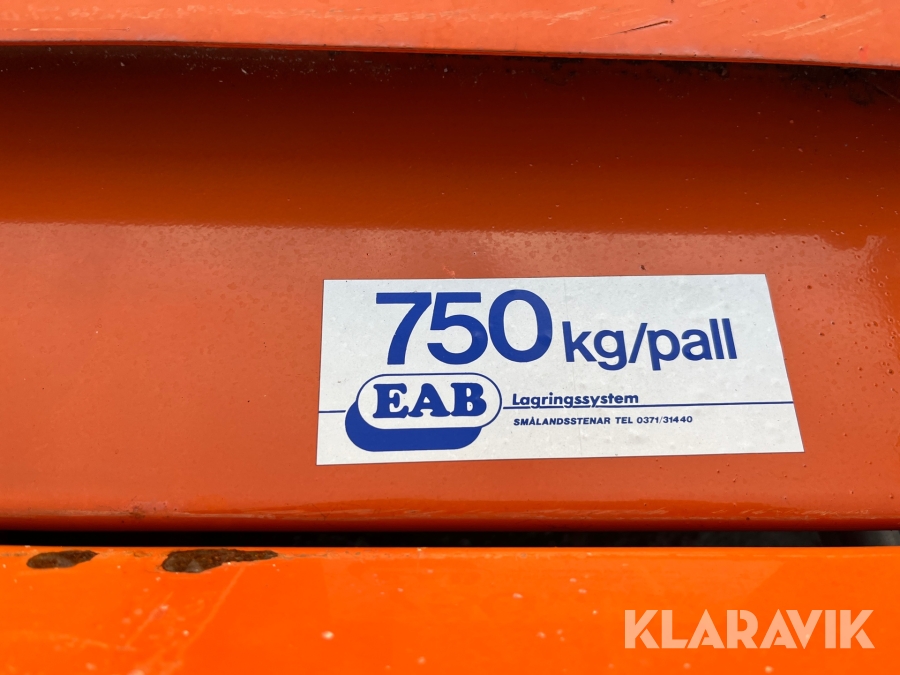 750 kg/pall
EAB Lagringssystem
SMÅLANDSSTENAR TEL 0371/31440
KLARAVIK